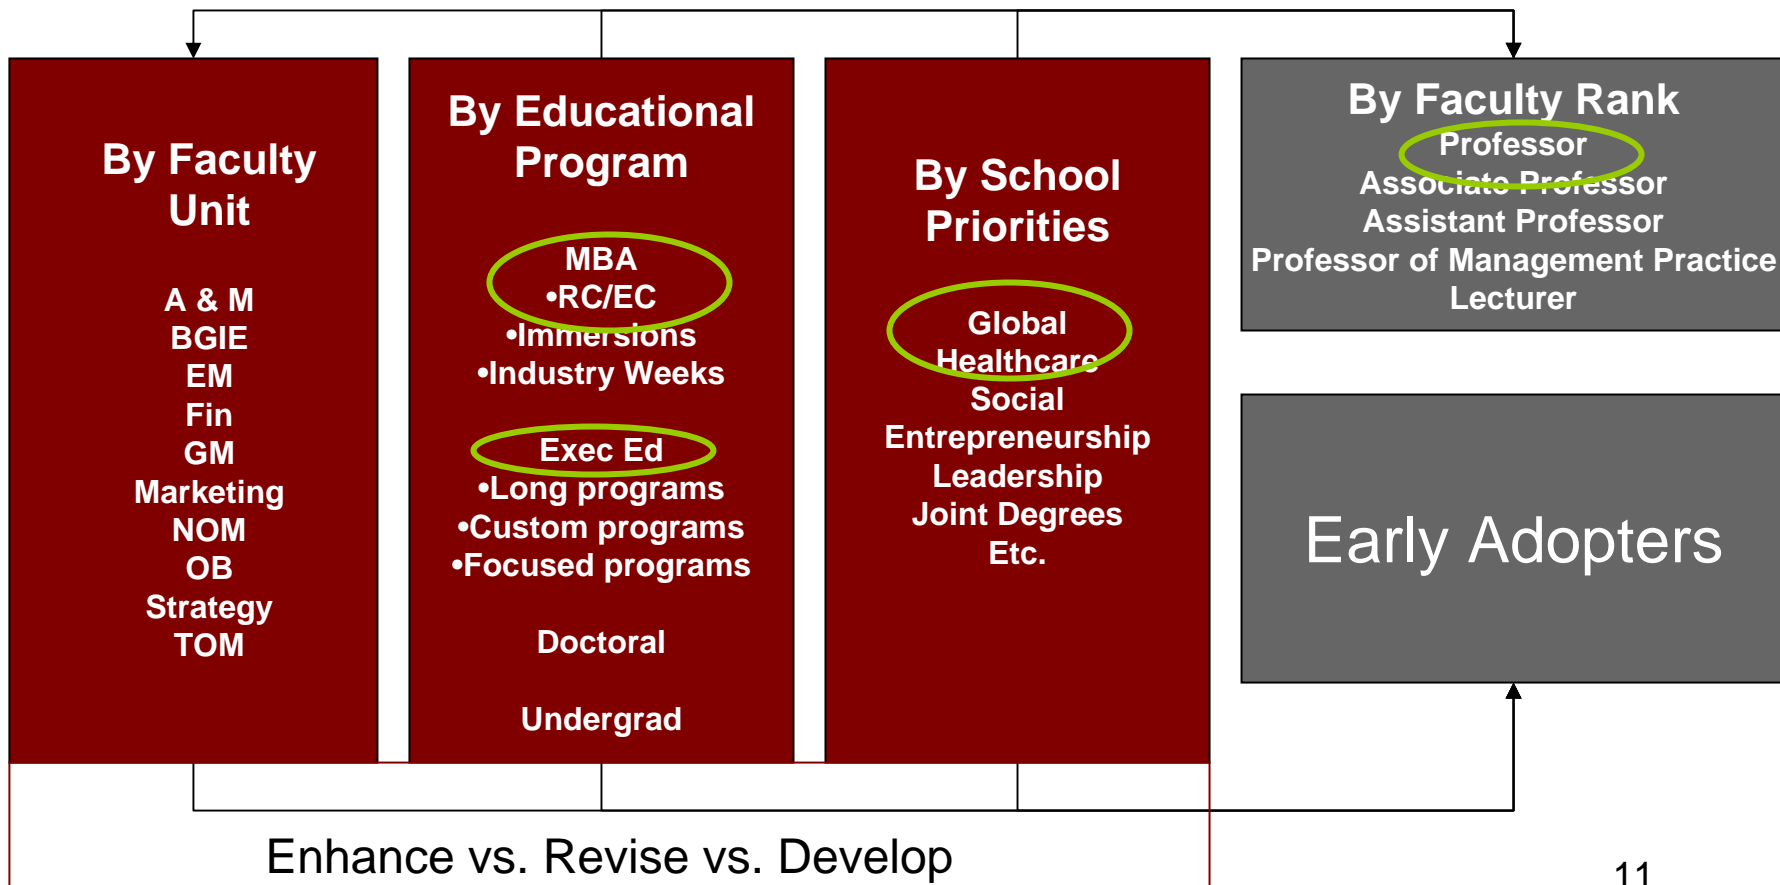 By Faculty
Unit
A & M
BGIE
EM
Fin
GM
Marketing
NOM
OB
Strategy
TOM
By Educational
Program
MBA
•RC/EC
•Immersions
•Industry Weeks
Exec Ed
•Long programs
•Custom programs
•Focused programs
Doctoral
Undergrad
By School
Priorities
Global
Healthcare
Social
Entrepreneurship
Leadership
Joint Degrees
Etc.
By Faculty Rank
Professor
Associate Professor
Assistant Professor
Professor of Management Practice
Lecturer
Early Adopters
Enhance vs. Revise vs. Develop
11